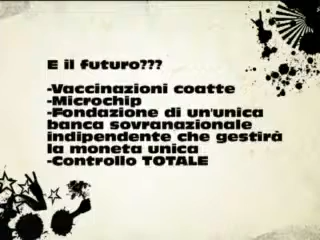 E il futuro???
-Vaccinazioni coatte
-Microchip
-Fondazione di un'unica
banca sovranazionale
indipendente che gestirà
la moneta unica
-Controllo TOTALE